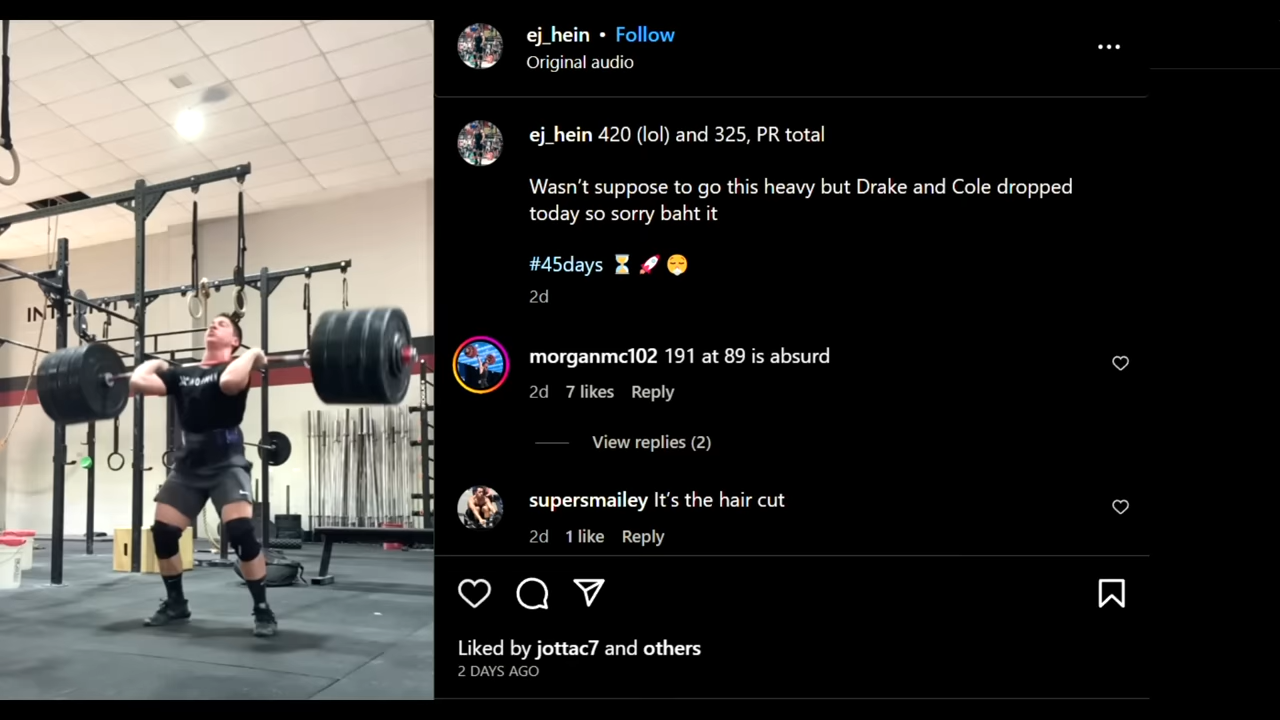 ej_hein • Follow
Original audio
ej_hein 420 (lol) and 325, PR total
Wasn’t suppose to go this heavy but Drake and Cole dropped
today so sorry baht it
#45days ⏳ 🚀 😤
2d
morganmc102 191 at 89 is absurd
2d 7 likes Reply
View replies (2)
supersmailey It’s the hair cut
2d 1 like Reply
Liked by jottac7 and others
2 DAYS AGO